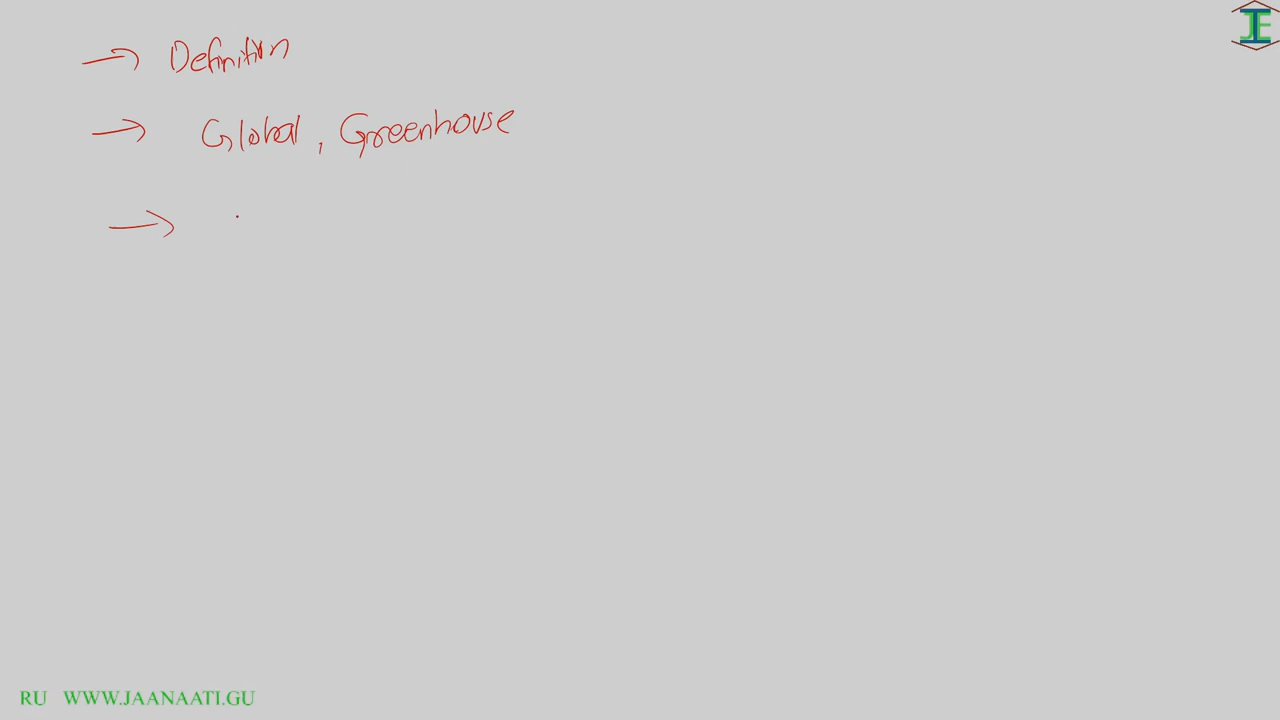 → Definition
→ Global, Greenhouse
→
RU WWW.JAANAATI.GU